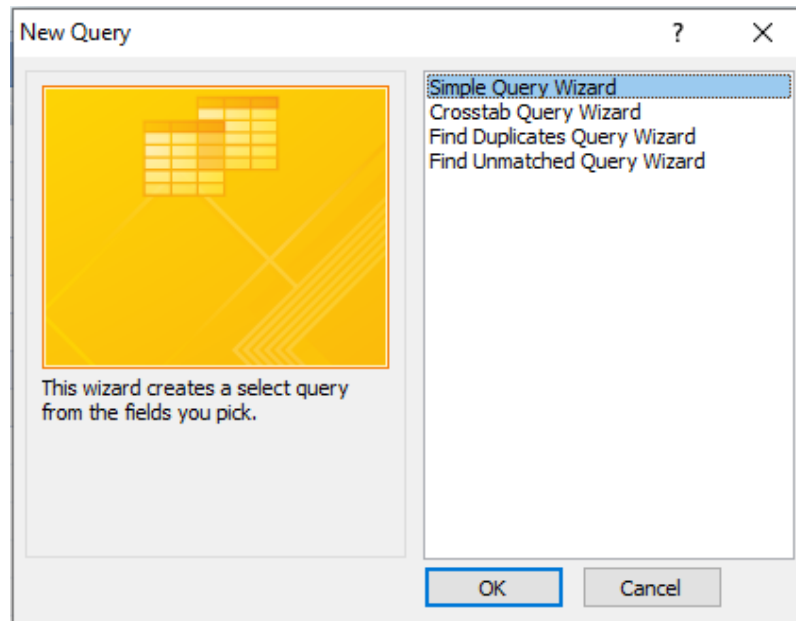 New Query
?
Simple Query Wizard
Crosstab Query Wizard
Find Duplicates Query Wizard
Find Unmatched Query Wizard
This wizard creates a select query
from the fields you pick.
OK
Cancel